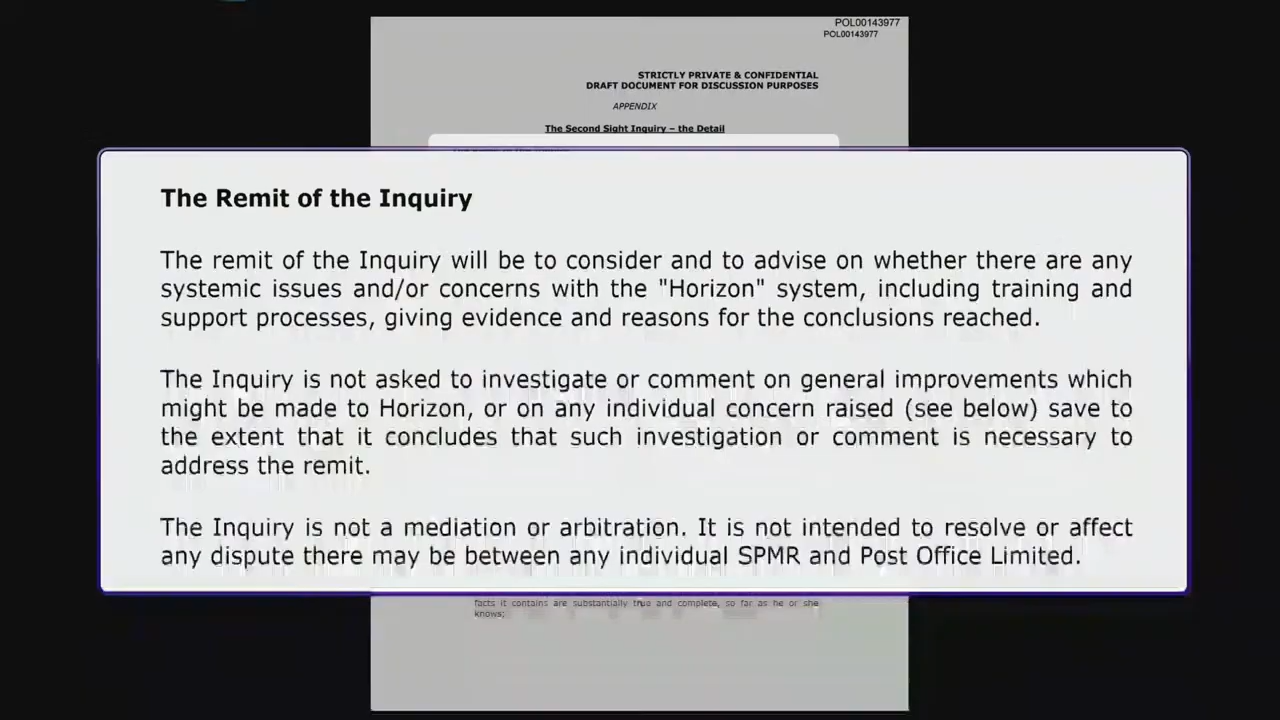 POL00143977
POL00143977
STRICTLY PRIVATE & CONFIDENTIAL
DRAFT DOCUMENT FOR DISCUSSION PURPOSES
APPENDIX
The Second Sight Inquiry – the Detail
The Remit of the Inquiry
The remit of the Inquiry will be to consider and to advise on whether there are any
systemic issues and/or concerns with the "Horizon" system, including training and
support processes, giving evidence and reasons for the conclusions reached.
The Inquiry is not asked to investigate or comment on general improvements which
might be made to Horizon, or on any individual concern raised (see below) save to
the extent that it concludes that such investigation or comment is necessary to
address the remit.
The Inquiry is not a mediation or arbitration. It is not intended to resolve or affect
any dispute there may be between any individual SPMR and Post Office Limited.
facts it contains are substantially true and complete, so far as he or she
knows;